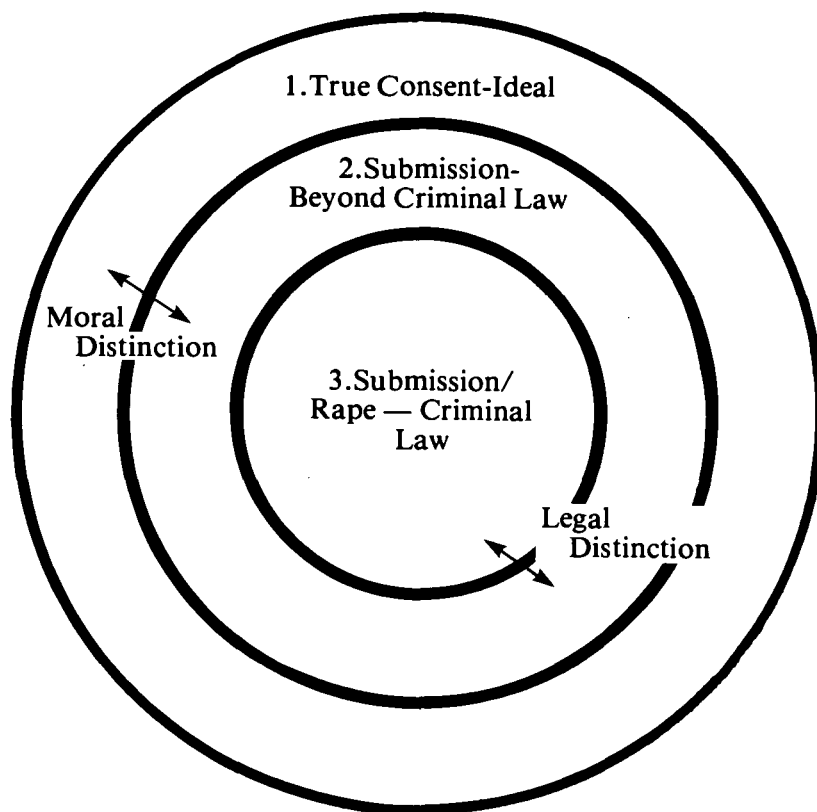 1.True Consent-Ideal
2.Submission-
Beyond Criminal Law
Moral
Distinction
3.Submission/
Rape — Criminal
Law
Legal
Distinction